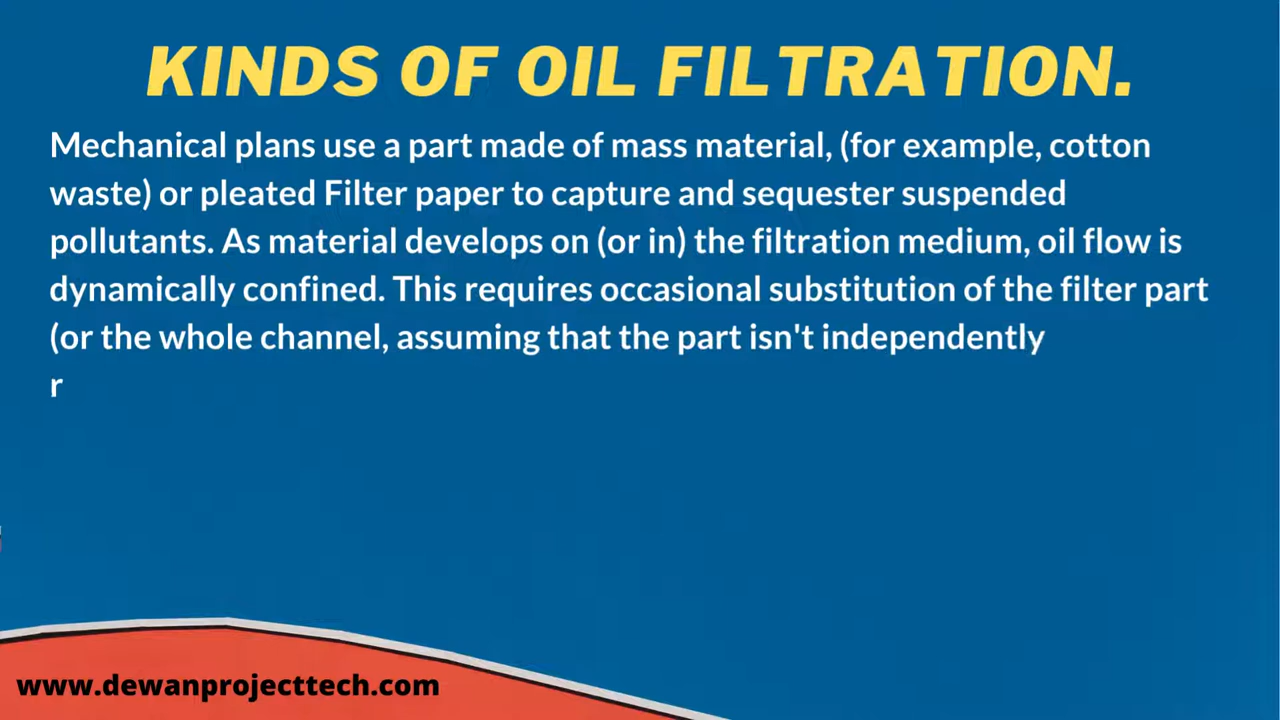 KINDS OF OIL FILTRATION.
Mechanical plans use a part made of mass material, (for example, cotton
waste) or pleated Filter paper to capture and sequester suspended
pollutants. As material develops on (or in) the filtration medium, oil flow is
dynamically confined. This requires occasional substitution of the filter part
(or the whole channel, assuming that the part isn't independently
r
www.dewanprojecttech.com